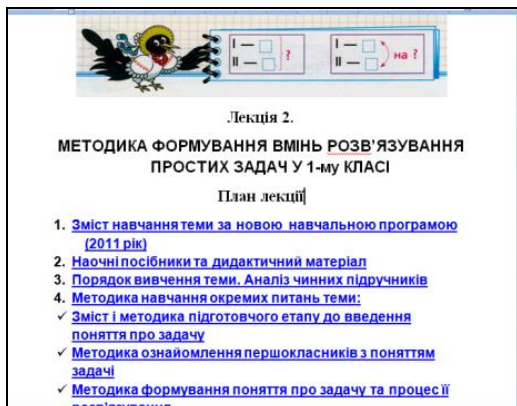 I — ?
II —
I — на ?
II —
Лекція 2.
МЕТОДИКА ФОРМУВАННЯ ВМІНЬ РОЗВ'ЯЗУВАННЯ
ПРОСТИХ ЗАДАЧ У 1-му КЛАСІ
План лекції
1. Зміст навчання теми за новою навчальною програмою
(2011 рік)
2. Наочні посібники та дидактичний матеріал
3. Порядок вивчення теми. Аналіз чинних підручників
4. Методика навчання окремих питань теми:
✓ Зміст і методика підготовчого етапу до введення
поняття про задачу
✓ Методика ознайомлення першокласників з поняттям
задачі
✓ Методика формування поняття про задачу та процес її
розв'язування